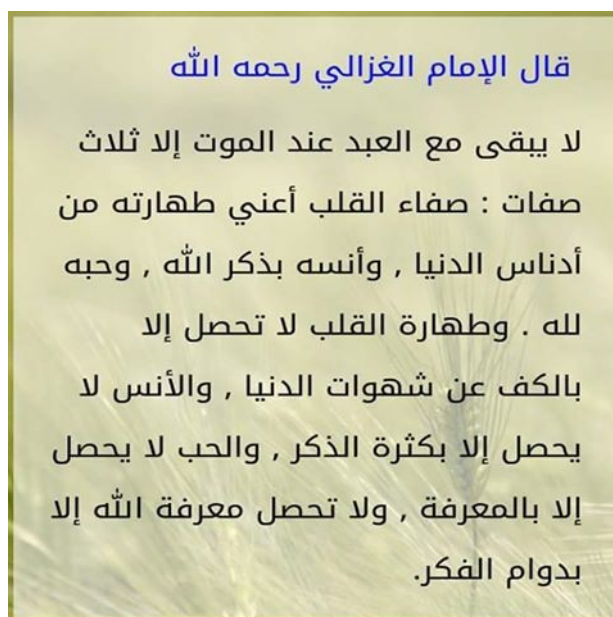 قال الإمام الغزالي رحمه الله
لا يبقى مع العبد عند الموت إلا ثلاث
صفات : صفاء القلب أعني طهارته من
أدناس الدنيا , وأنسه بذكر الله , وحبه
لله . وطهارة القلب لا تحصل إلا
بالكف عن شهوات الدنيا , والأنس لا
يحصل إلا بكثرة الذكر , والحب لا يحصل
إلا بالمعرفة , ولا تحصل معرفة الله إلا
بدوام الفكر.